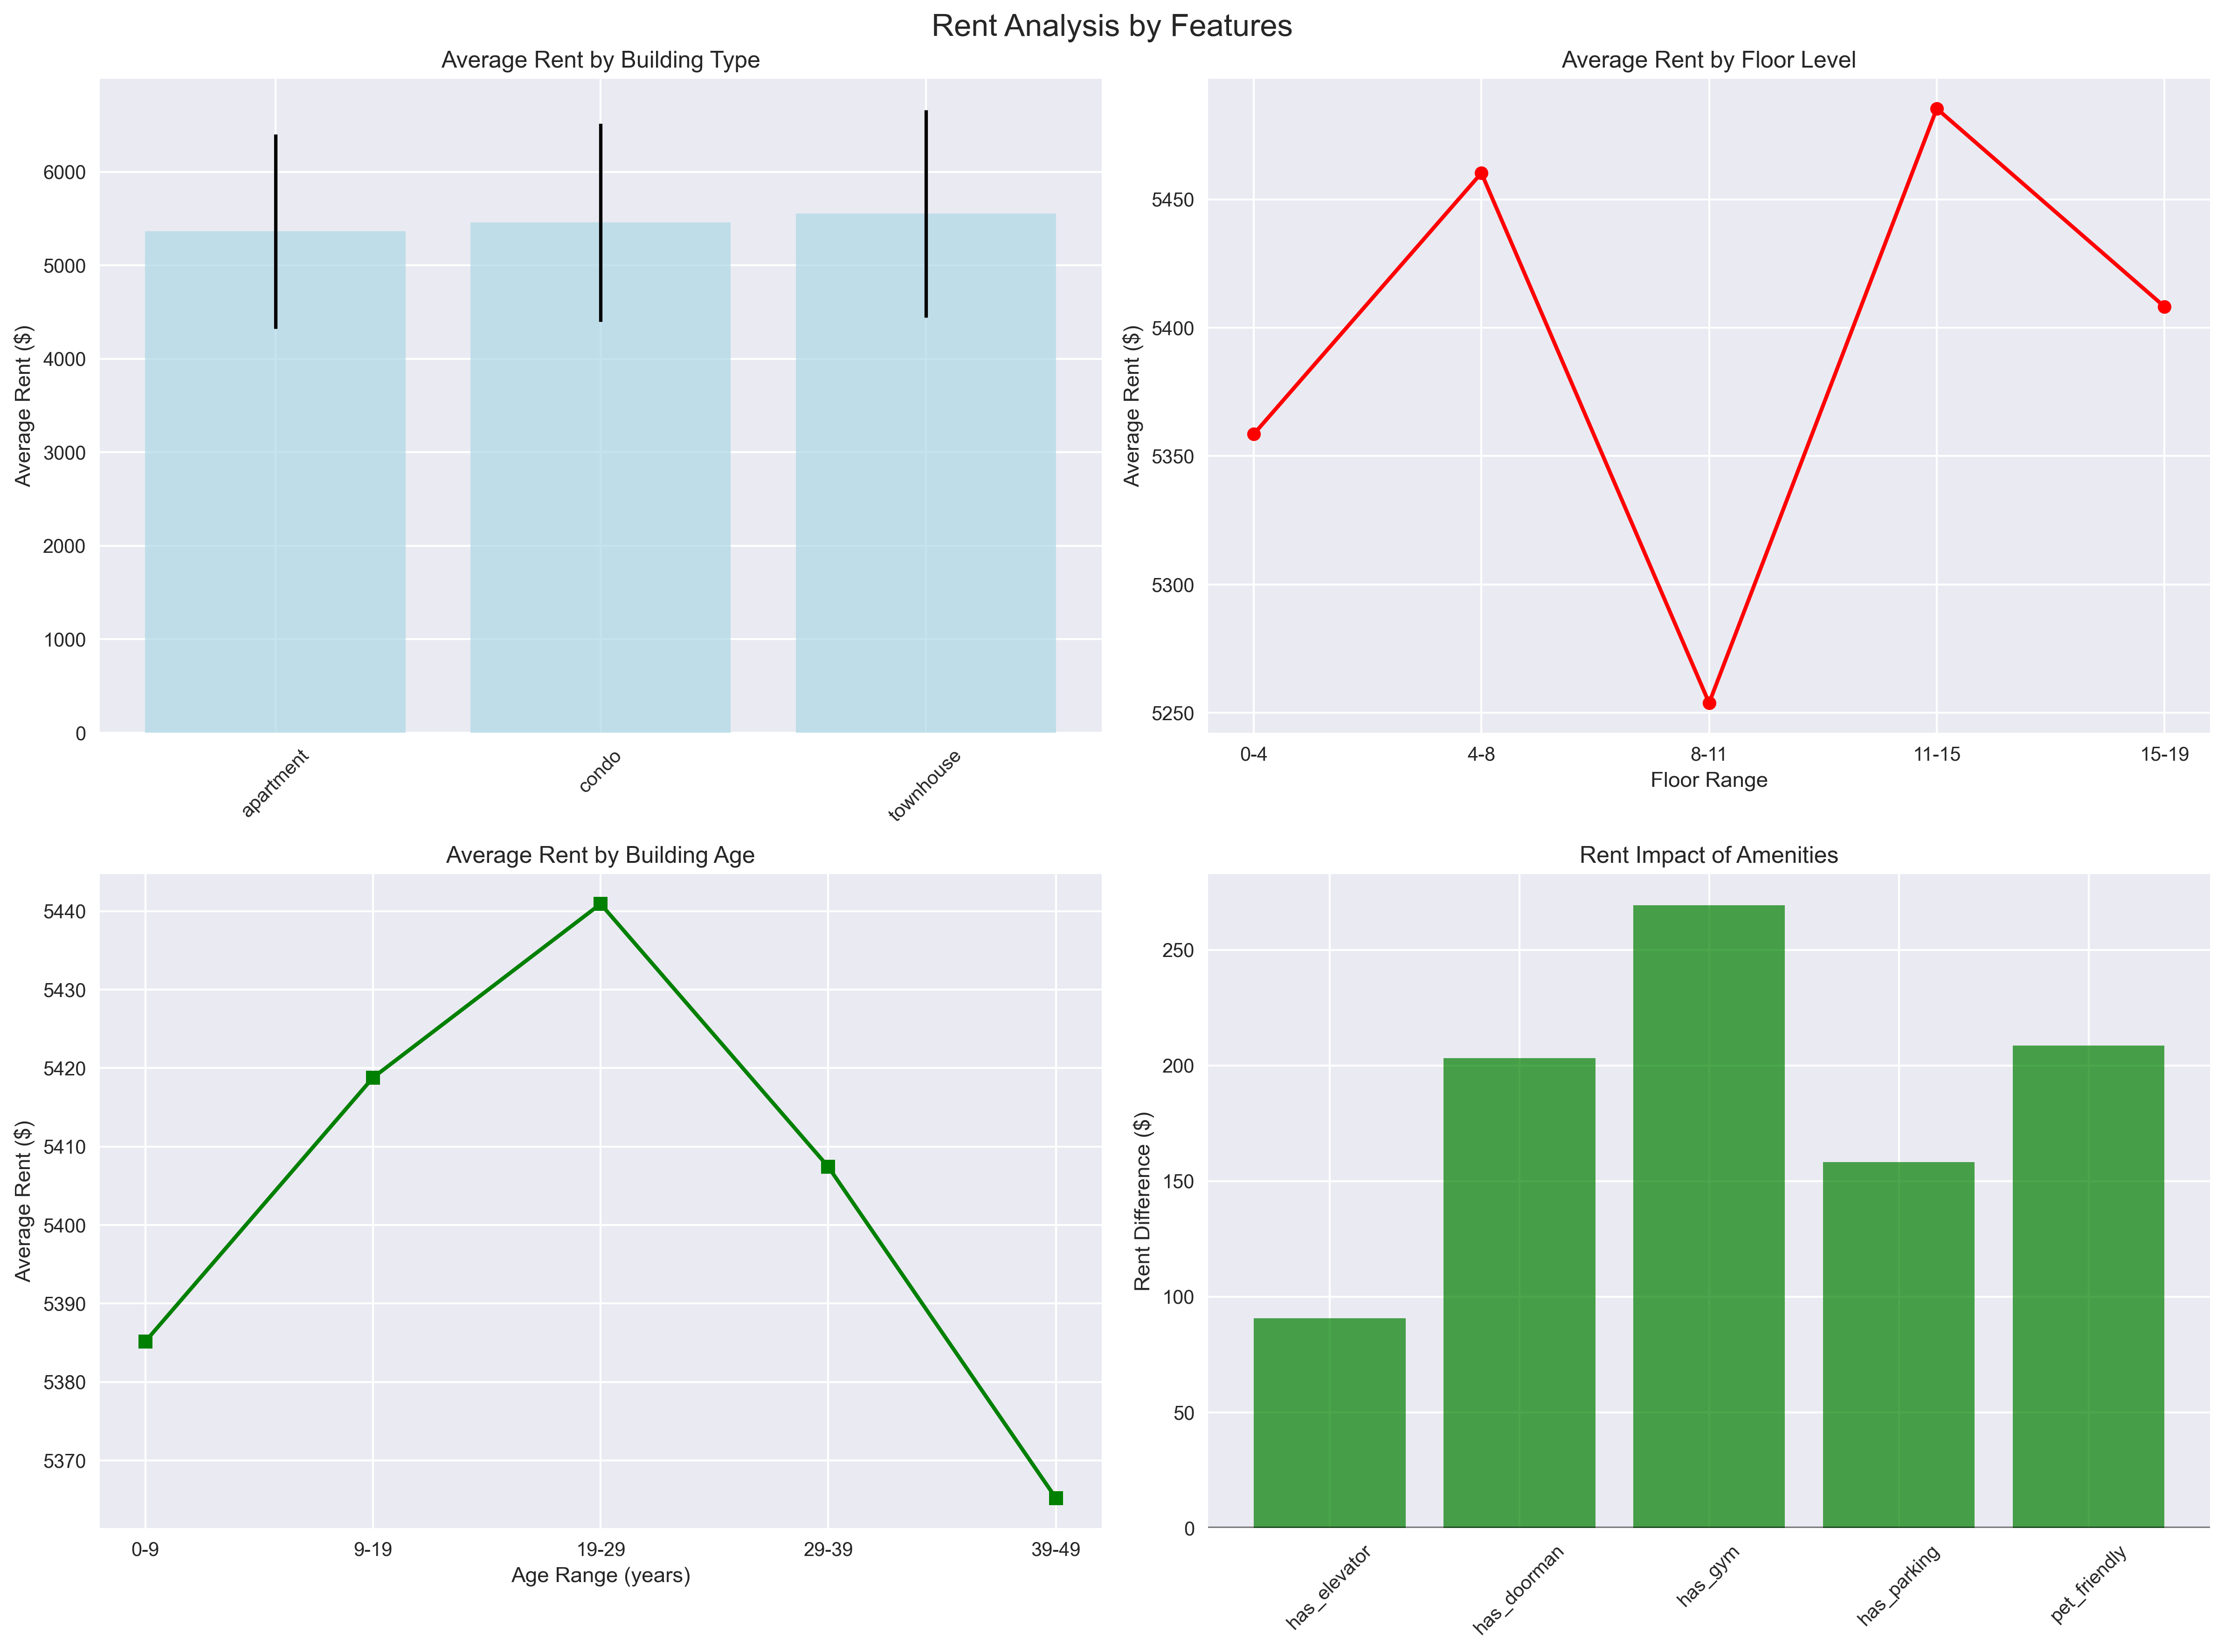 Rent Analysis by Features
Average Rent by Building Type
Average Rent ($)
6000
5000
4000
3000
2000
1000
0
apartment
condo
townhouse
Average Rent by Floor Level
Average Rent ($)
5450
5400
5350
5300
5250
0-4
4-8
8-11
11-15
15-19
Floor Range
Average Rent by Building Age
Average Rent ($)
5440
5430
5420
5410
5400
5390
5380
5370
0-9
9-19
19-29
29-39
39-49
Age Range (years)
Rent Impact of Amenities
Rent Difference ($)
250
200
150
100
50
0
has_elevator
has_doorman
has_gym
has_parking
pet_friendly